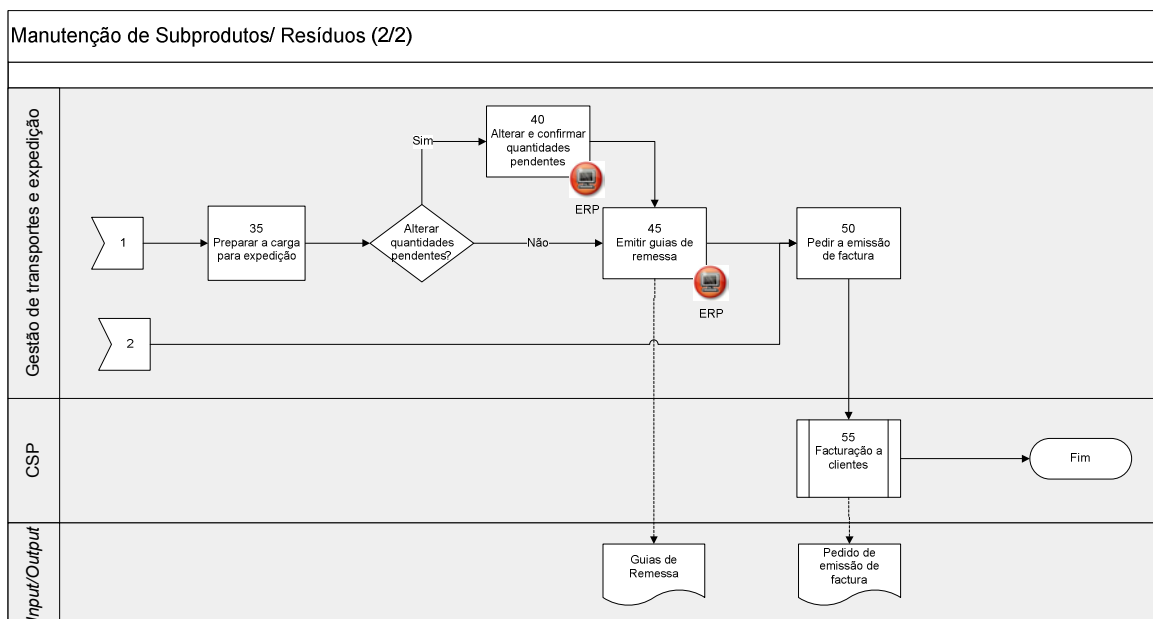 Manutenção de Subprodutos/ Resíduos (2/2)
Gestão de transportes e expedição
1
35
Preparar a carga
para expedição
Alterar
quantidades
pendentes?
Sim
40
Alterar e confirmar
quantidades
pendentes
ERP
Não
45
Emitir guias de
remessa
ERP
50
Pedir a emissão
de factura
2
CSP
55
Facturação a
clientes
Fim
Input/Output
Guias de
Remessa
Pedido de
emissão de
factura